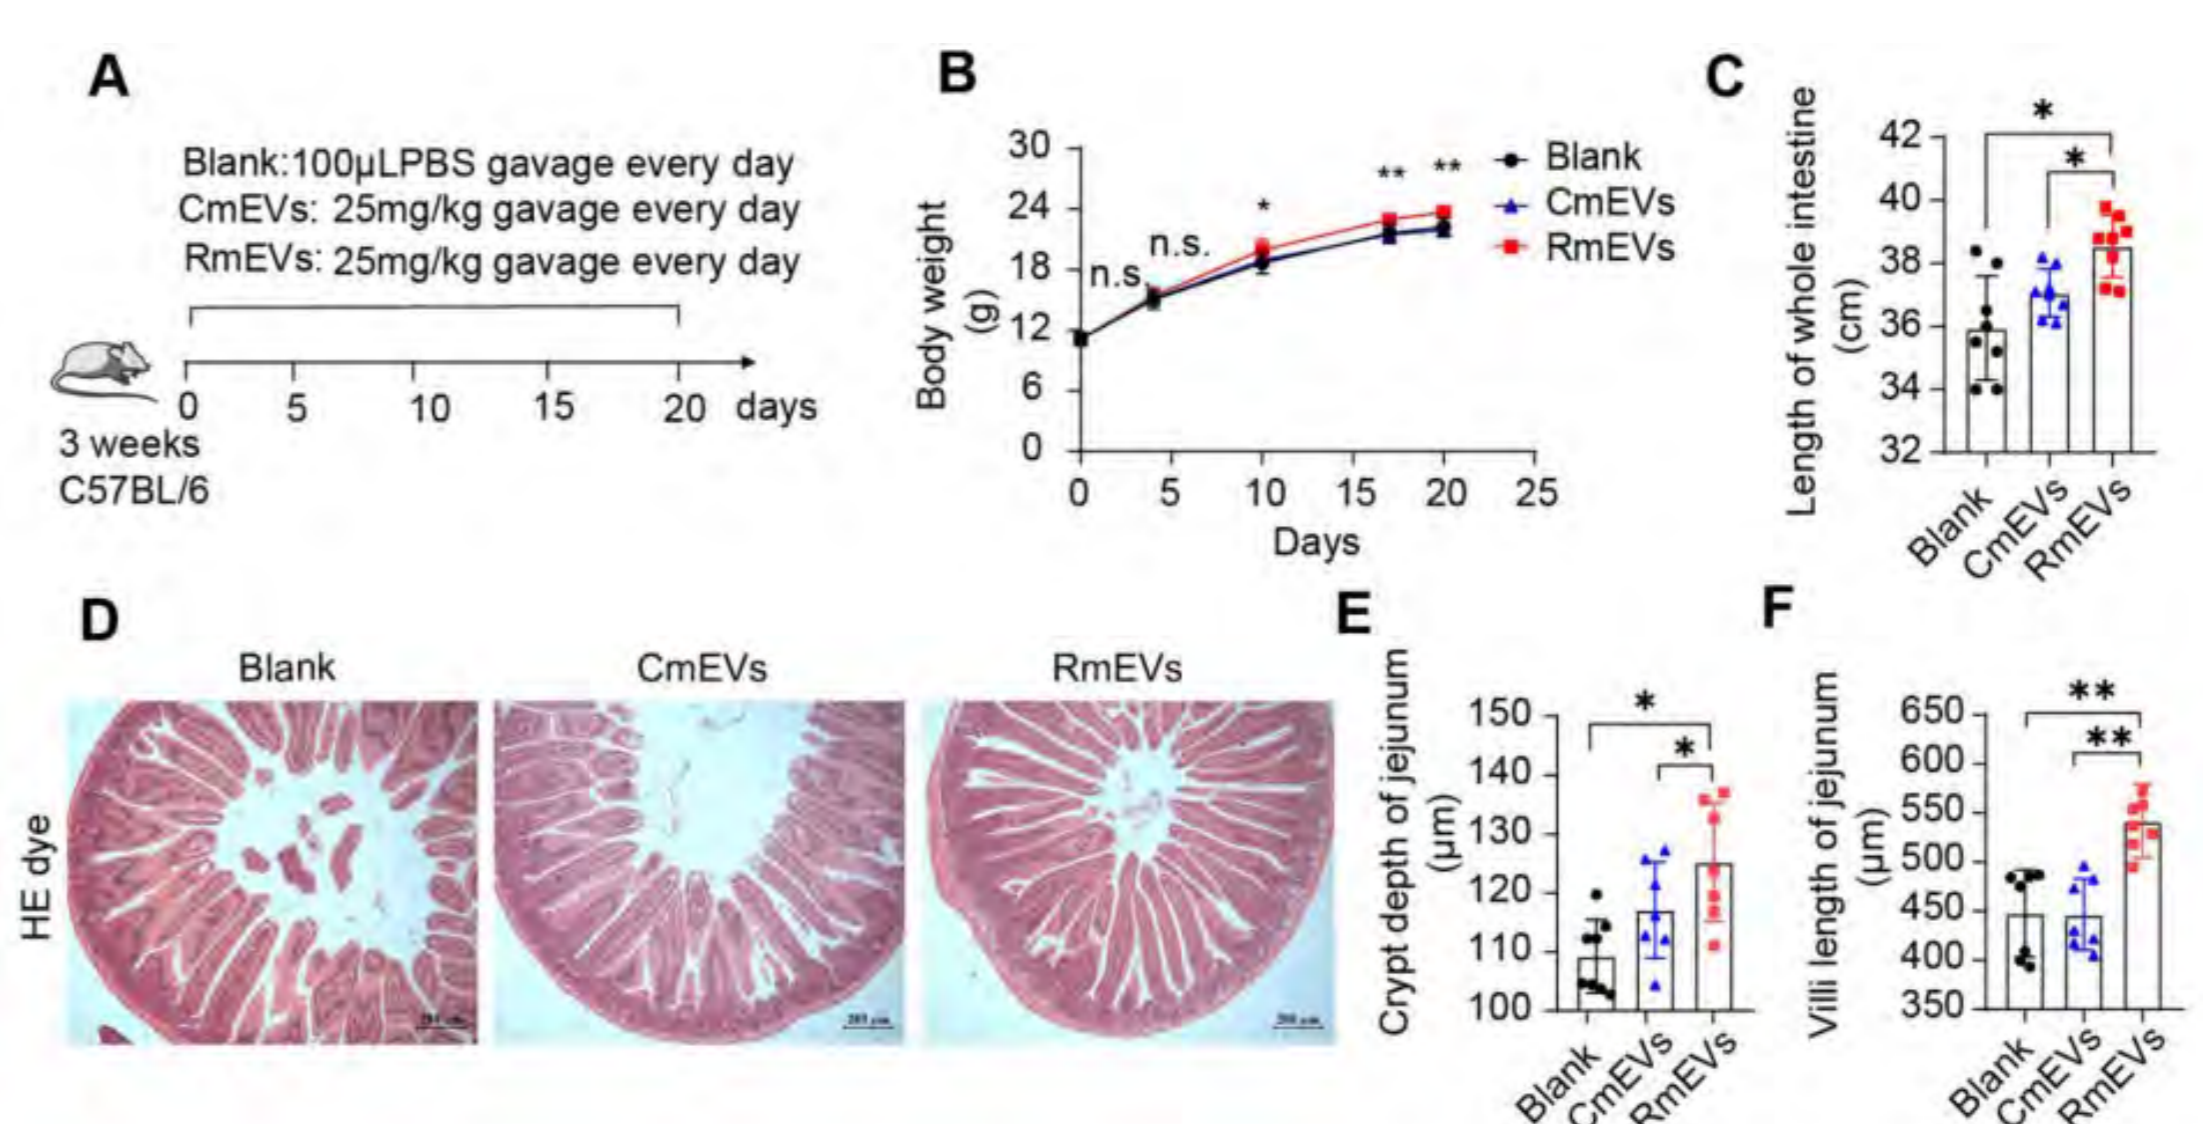 A
Blank:100µLPBS gavage every day
CmEVs: 25mg/kg gavage every day
RmEVs: 25mg/kg gavage every day
0 5 10 15 20 days
3 weeks
C57BL/6
B
Body weight
(g)
30
24
18
12
6
0
n.s.
n.s.
*
**
**
Blank
CmEVs
RmEVs
0 5 10 15 20 25
Days
C
Length of whole intestine
(cm)
42
40
38
36
34
32
*
*
Blank
CmEVs
RmEVs
D
Blank
CmEVs
RmEVs
HE dye
E
Crypt depth of jejunum
(µm)
150
140
130
120
110
100
*
*
Blank
CmEVs
RmEVs
F
Villi length of jejunum
(µm)
650
600
550
500
450
400
350
**
**
Blank
CmEVs
RmEVs